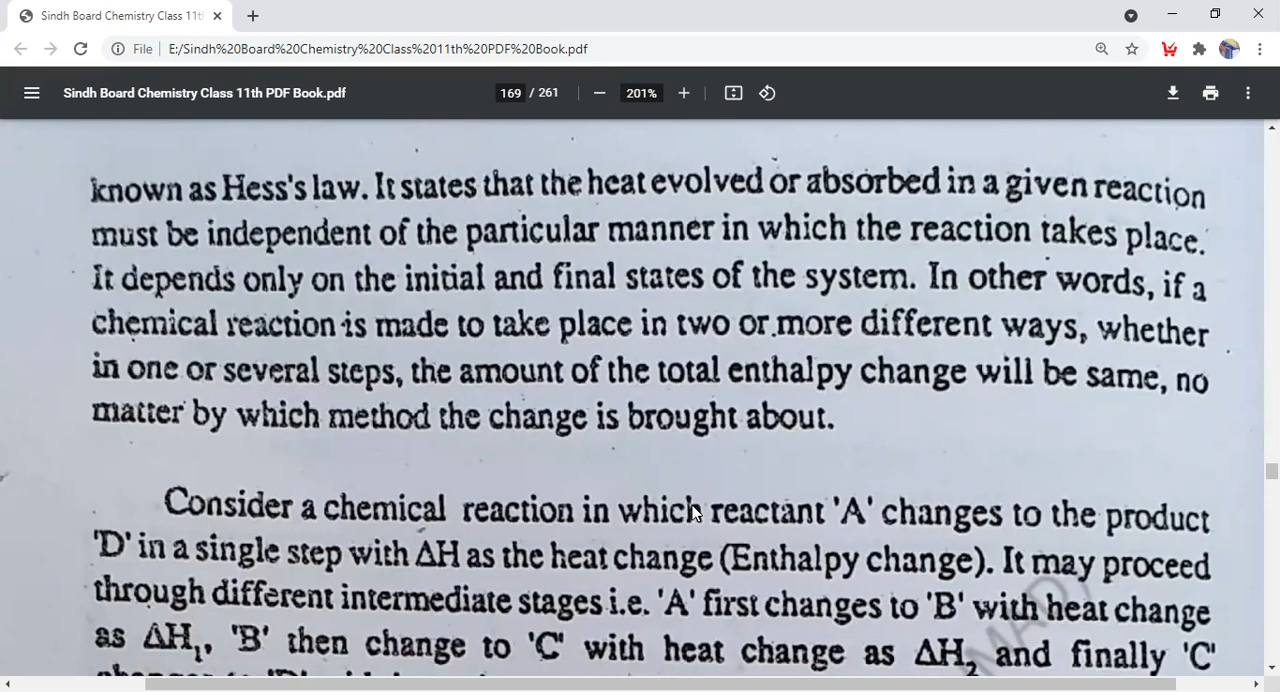 Sindh Board Chemistry Class 11t
File E:/Sindh%20Board%20Chemistry%20Class%2011th%20PDF%20Book.pdf
Sindh Board Chemistry Class 11th PDF Book.pdf 169 / 261 201%
known as Hess's law. It states that the heat evolved or absorbed in a given reaction
must be independent of the particular manner in which the reaction takes place.
It depends only on the initial and final states of the system. In other words, if a
chemical reaction is made to take place in two or more different ways, whether
in one or several steps, the amount of the total enthalpy change will be same, no
matter by which method the change is brought about.
Consider a chemical reaction in which reactant 'A' changes to the product
'D' in a single step with ΔH as the heat change (Enthalpy change). It may proceed
through different intermediate stages i.e. 'A' first changes to 'B' with heat change
as ΔH₁, 'B' then change to 'C' with heat change as ΔH₂ and finally 'C'